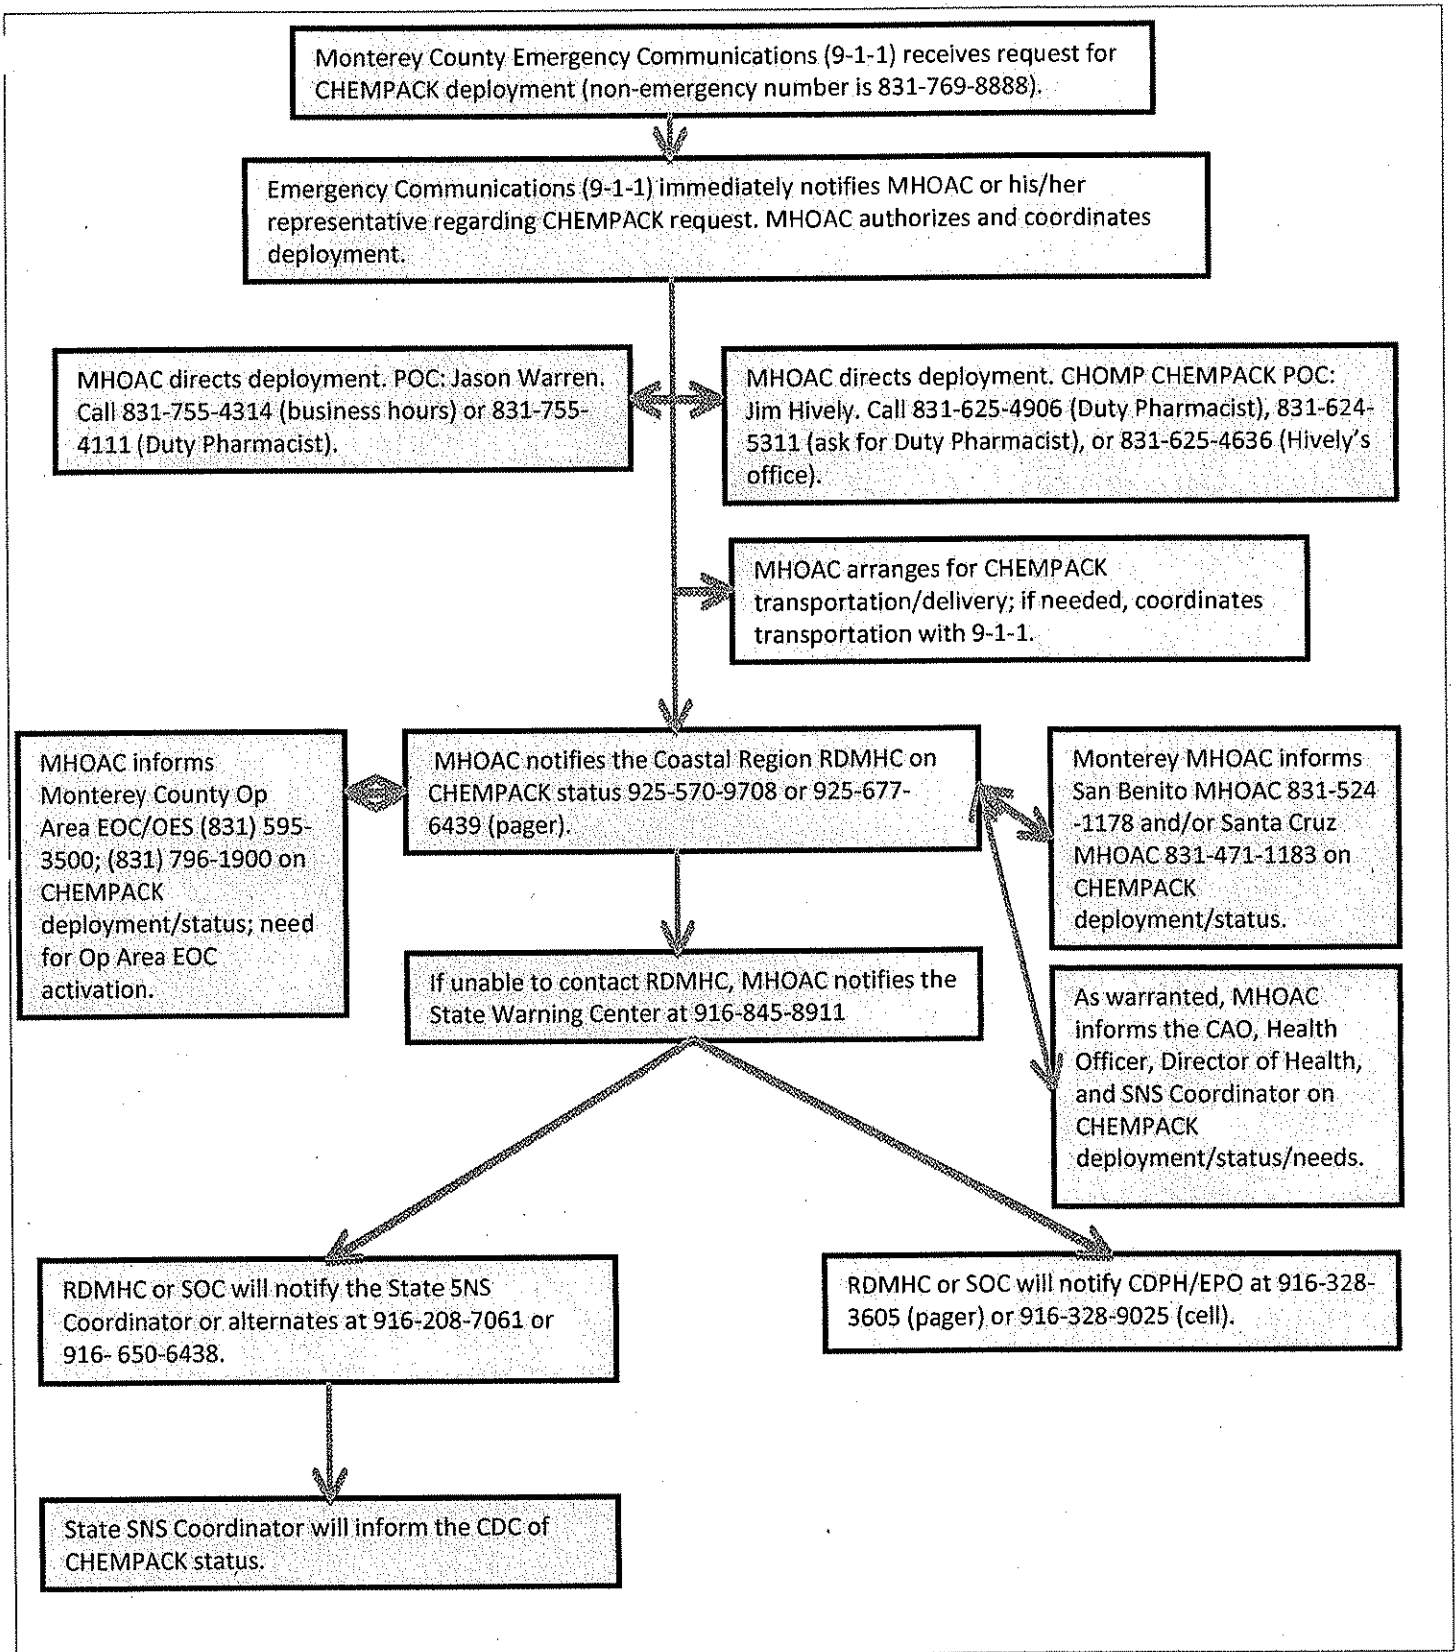 Monterey County Emergency Communications (9-1-1) receives request for
CHEMPACK deployment (non-emergency number is 831-769-8888).
Emergency Communications (9-1-1) immediately notifies MHOAC or his/her
representative regarding CHEMPACK request. MHOAC authorizes and coordinates
deployment.
MHOAC directs deployment. POC: Jason Warren.
Call 831-755-4314 (business hours) or 831-755-
4111 (Duty Pharmacist).
MHOAC directs deployment. CHOMP CHEMPACK POC:
Jim Hively. Call 831-625-4906 (Duty Pharmacist), 831-624-
5311 (ask for Duty Pharmacist), or 831-625-4636 (Hively's
office).
MHOAC arranges for CHEMPACK
transportation/delivery; if needed, coordinates
transportation with 9-1-1.
MHOAC informs
Monterey County Op
Area EOC/OES (831) 595-
3500; (831) 796-1900 on
CHEMPACK
deployment/status; need
for Op Area EOC
activation.
MHOAC notifies the Coastal Region RDMHC on
CHEMPACK status 925-570-9708 or 925-677-
6439 (pager).
Monterey MHOAC informs
San Benito MHOAC 831-524
-1178 and/or Santa Cruz
MHOAC 831-471-1183 on
CHEMPACK
deployment/status.
If unable to contact RDMHC, MHOAC notifies the
State Warning Center at 916-845-8911
As warranted, MHOAC
informs the CAO, Health
Officer, Director of Health,
and SNS Coordinator on
CHEMPACK
deployment/status/needs.
RDMHC or SOC will notify the State SNS
Coordinator or alternates at 916-208-7061 or
916- 650-6438.
RDMHC or SOC will notify CDPH/EPO at 916-328-
3605 (pager) or 916-328-9025 (cell).
State SNS Coordinator will inform the CDC of
CHEMPACK status.